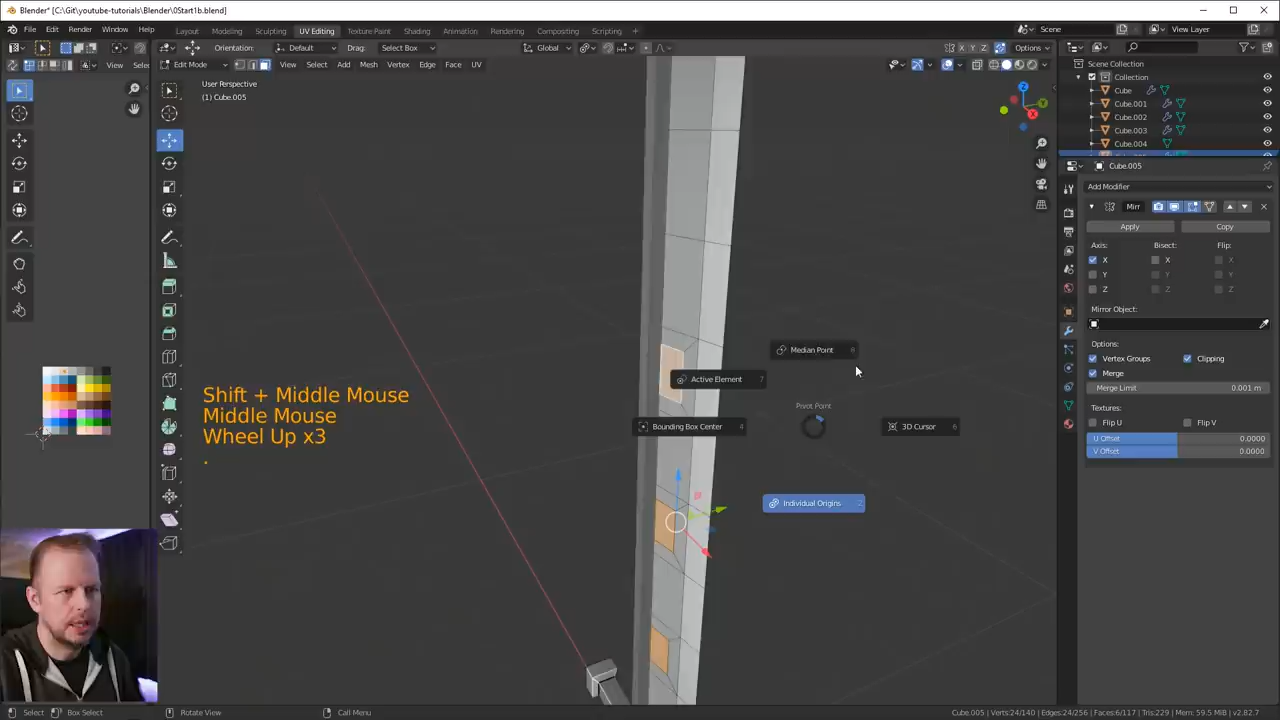 Blender* [C:\Git\youtube-tutorials\Blender\0Start1b.blend]
File Edit Render Window Help Layout Modeling Sculpting UV Editing Texture Paint Shading Animation Rendering Compositing Scripting Scene View Layer
Orientation: Default Drag: Select Box Global X Y Z Options
View Selec Edit Mode View Select Add Mesh Vertex Edge Face UV
Scene Collection
User Perspective
(1) Cube.005
Collection
Cube
Cube.001
Cube.002
Cube.003
Cube.004
Cube.005
Add Modifier
Mirr
Apply Copy
Axis: Bisect: Flip:
X X X
Y Y Y
Z Z Z
Mirror Object:
Options:
Vertex Groups Clipping
Merge
Merge Limit 0.001 m
Textures:
Flip U Flip V
U Offset 0.0000
V Offset 0.0000
Median Point 8
Active Element 7
Pivot Point
Bounding Box Center 4
3D Cursor 6
Individual Origins 2
Shift + Middle Mouse
Middle Mouse
Wheel Up x3
.
Select Box Select Rotate View Call Menu Cube.005 | Verts:24/140 | Edges:24/256 | Faces:6/117 | Tris:229 | Mem: 59.5 MiB | v2.82.7